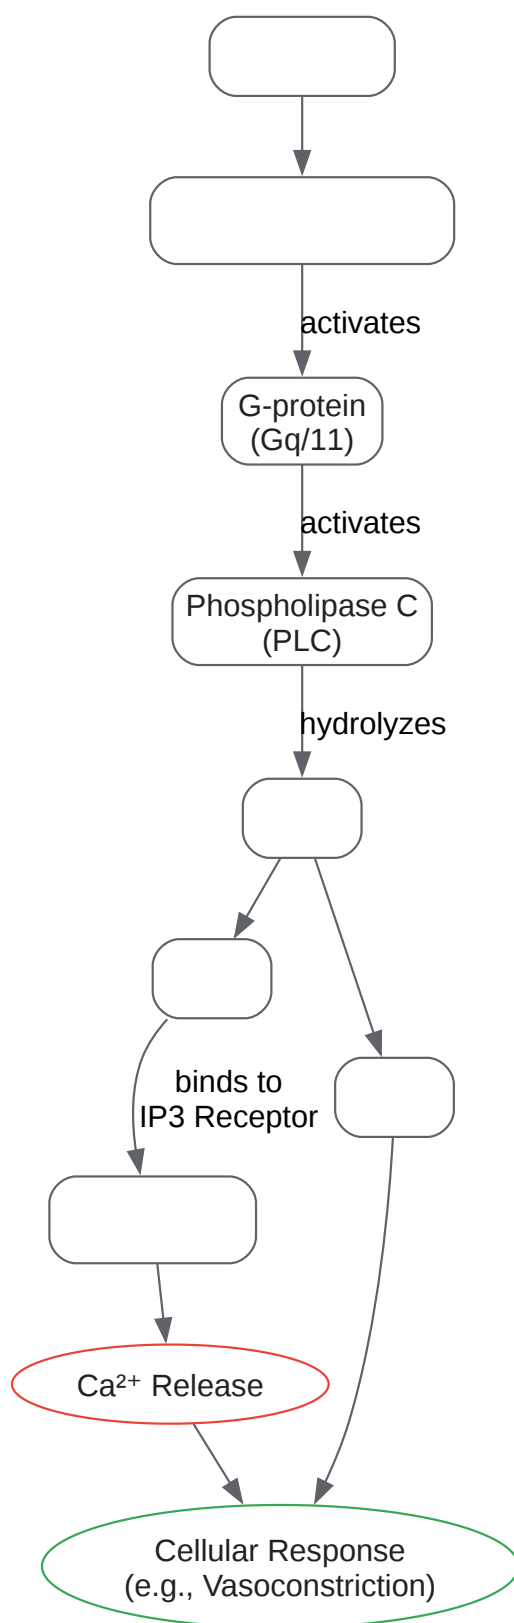 activates
G-protein
(Gq/11)
activates
Phospholipase C
(PLC)
hydrolyzes
binds to
IP3 Receptor
Ca²⁺ Release
Cellular Response
(e.g., Vasoconstriction)